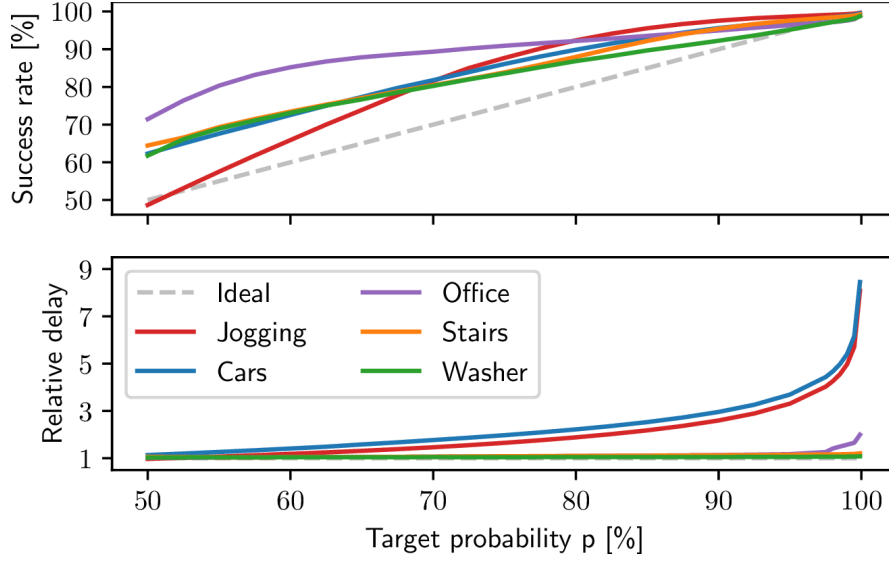 Success rate [%]
100
90
80
70
60
50
Relative delay
9
7
5
3
1
Ideal
Jogging
Cars
Office
Stairs
Washer
50
60
70
80
90
100
Target probability p [%]